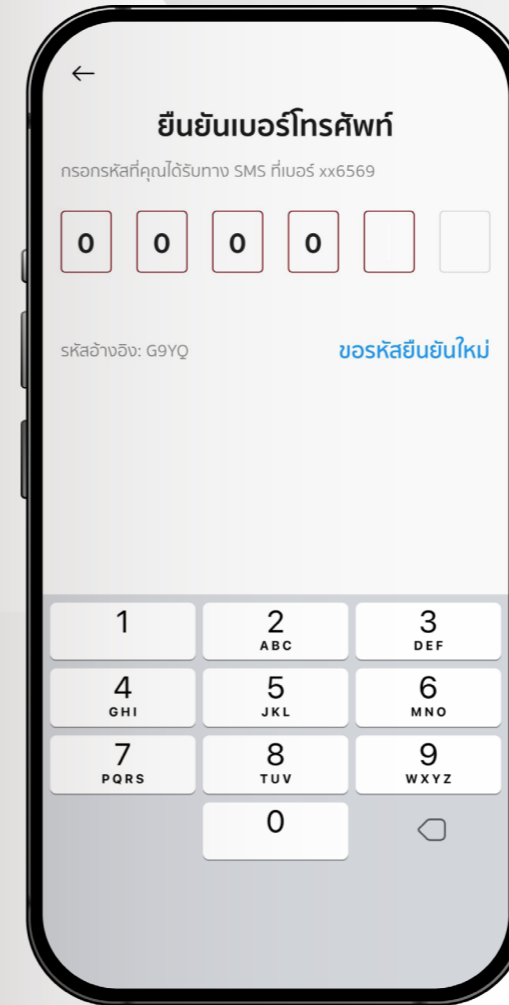 ยืนยันเบอร์โทรศัพท์
กรอกรหัสที่คุณได้รับทาง SMS ที่เบอร์ xx6569
0 0 0 0
รหัสอ้างอิง: G9YQ ขอรหัสยืนยันใหม่
1 2 3
ABC DEF
4 5 6
GHI JKL MNO
7 8 9
PQRS TUV WXYZ
0